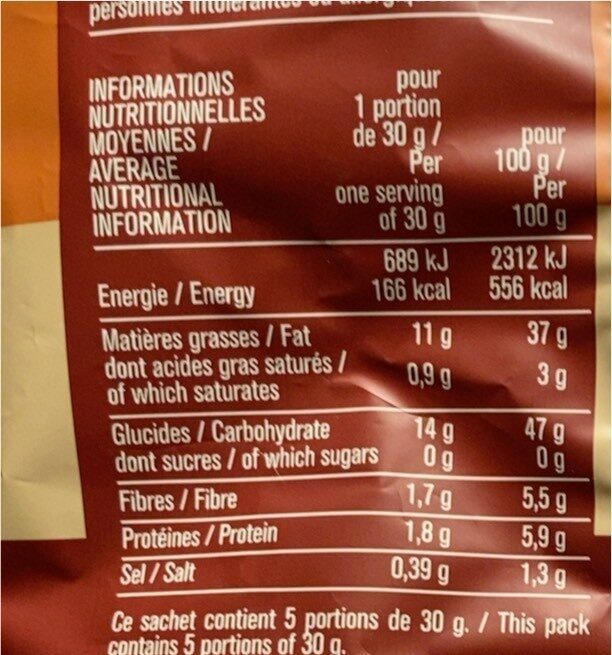 personnes
INFORMATIONS
NUTRITIONNELLES
MOYENNES /
AVERAGE
NUTRITIONAL
INFORMATION
pour
1 portion
de 30 g /
Per
one serving
of 30 g
pour
100 g /
Per
100 g
689 kJ 2312 kJ
Energie / Energy 166 kcal 556 kcal
Matières grasses / Fat 11 g 37 g
dont acides gras saturés /
of which saturates 0,9 g 3 g
Glucides / Carbohydrate 14 g 47 g
dont sucres / of which sugars 0 g 0 g
Fibres / Fibre 1,7 g 5,5 g
Protéines / Protein 1,8 g 5,9 g
Sel / Salt 0,39 g 1,3 g
Ce sachet contient 5 portions de 30 g. / This pack
contains 5 portions of 30 g.